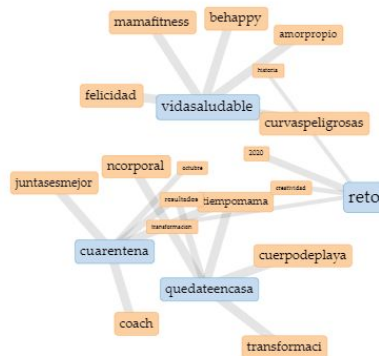 behappy
mamafitness
amorpropio
historia
felicidad
vidasaludable
curvaspeligrosas
2020
ncorporal
octubre
juntasesmejor
creatividad
reto
resultados
tiempomama
transformacion
cuarentena
cuerpodeplaya
quedateencasa
coach
transformaci